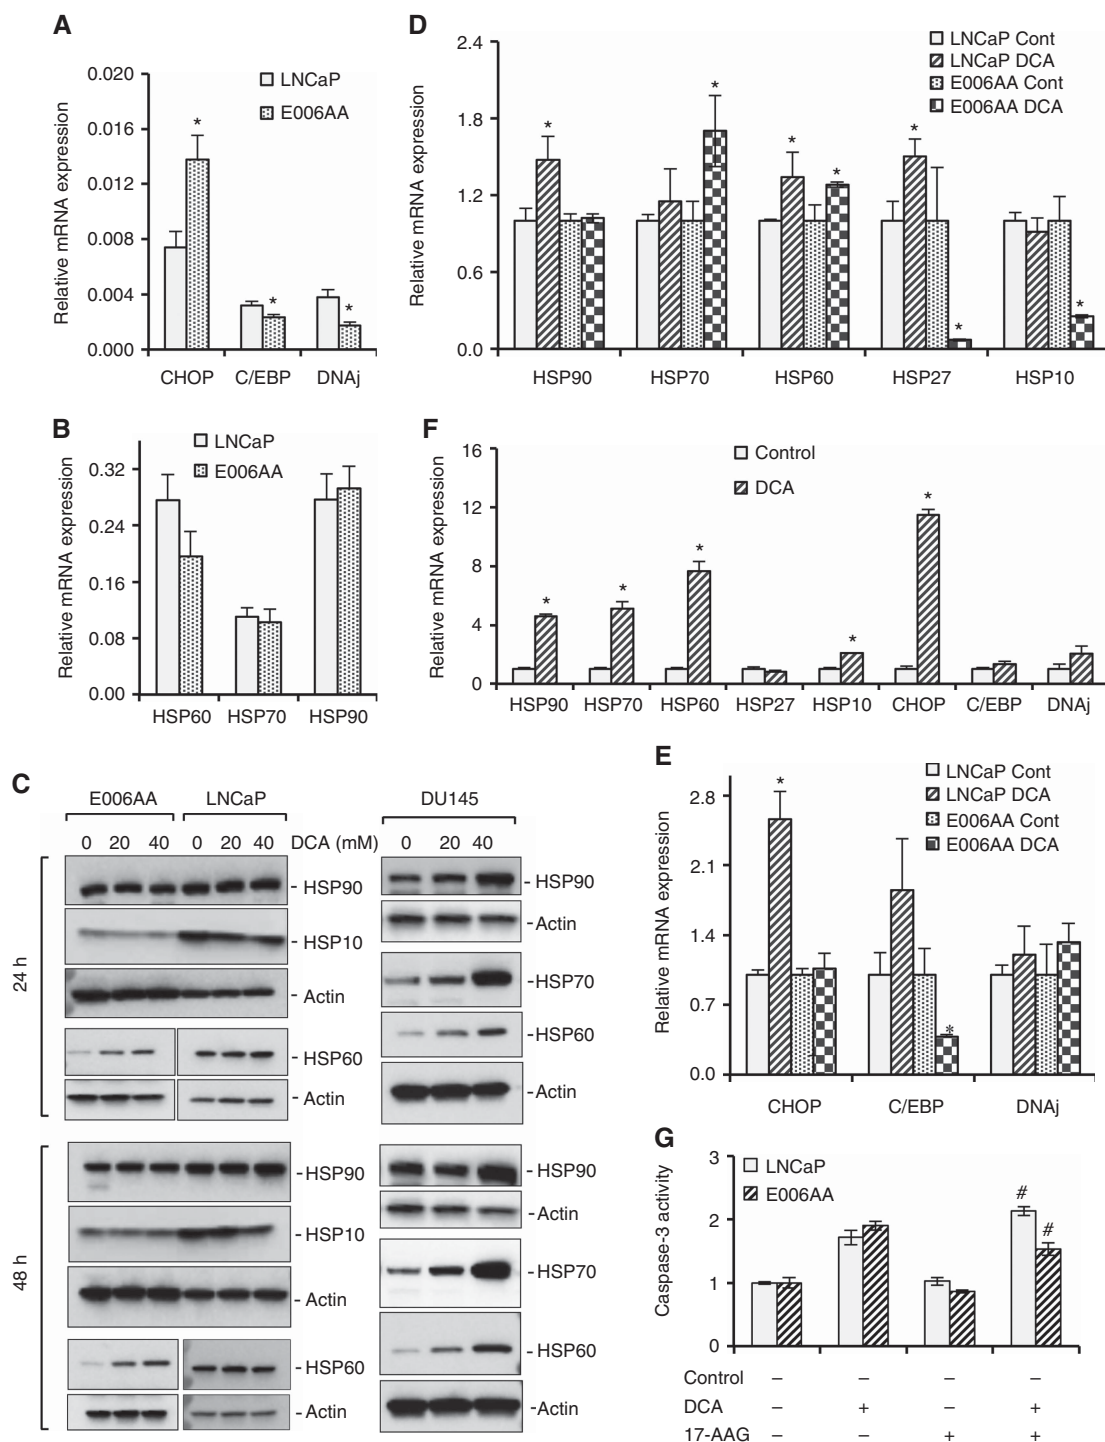 A
Relative mRNA expression
0.020
0.016
0.012
0.008
0.004
0.000
LNCaP
E006AA
*
* *
CHOP C/EBP DNAj
B
Relative mRNA expression
0.32
0.24
0.16
0.08
0.00
LNCaP
E006AA
HSP60 HSP70 HSP90
C
E006AA LNCaP DU145
0 20 40 0 20 40 DCA (mM) 0 20 40
24 h
- HSP90
- HSP10
- Actin
- HSP60
- Actin
- HSP90
- Actin
- HSP70
- HSP60
- Actin
48 h
- HSP90
- HSP10
- Actin
- HSP60
- Actin
- HSP90
- Actin
- HSP70
- HSP60
- Actin
D
Relative mRNA expression
2.4
1.8
1.2
0.6
0.0
LNCaP Cont
LNCaP DCA
E006AA Cont
E006AA DCA
* * * * * * *
HSP90 HSP70 HSP60 HSP27 HSP10
F
Relative mRNA expression
16
12
8
4
0
Control
DCA
* * * * *
HSP90 HSP70 HSP60 HSP27 HSP10 CHOP C/EBP DNAj
E
Relative mRNA expression
2.8
2.1
1.4
0.7
0.0
LNCaP Cont
LNCaP DCA
E006AA Cont
E006AA DCA
* *
CHOP C/EBP DNAj
G
Caspase-3 activity
3
2
1
0
LNCaP
E006AA
# #
Control – – – –
DCA – + – +
17-AAG – – + +